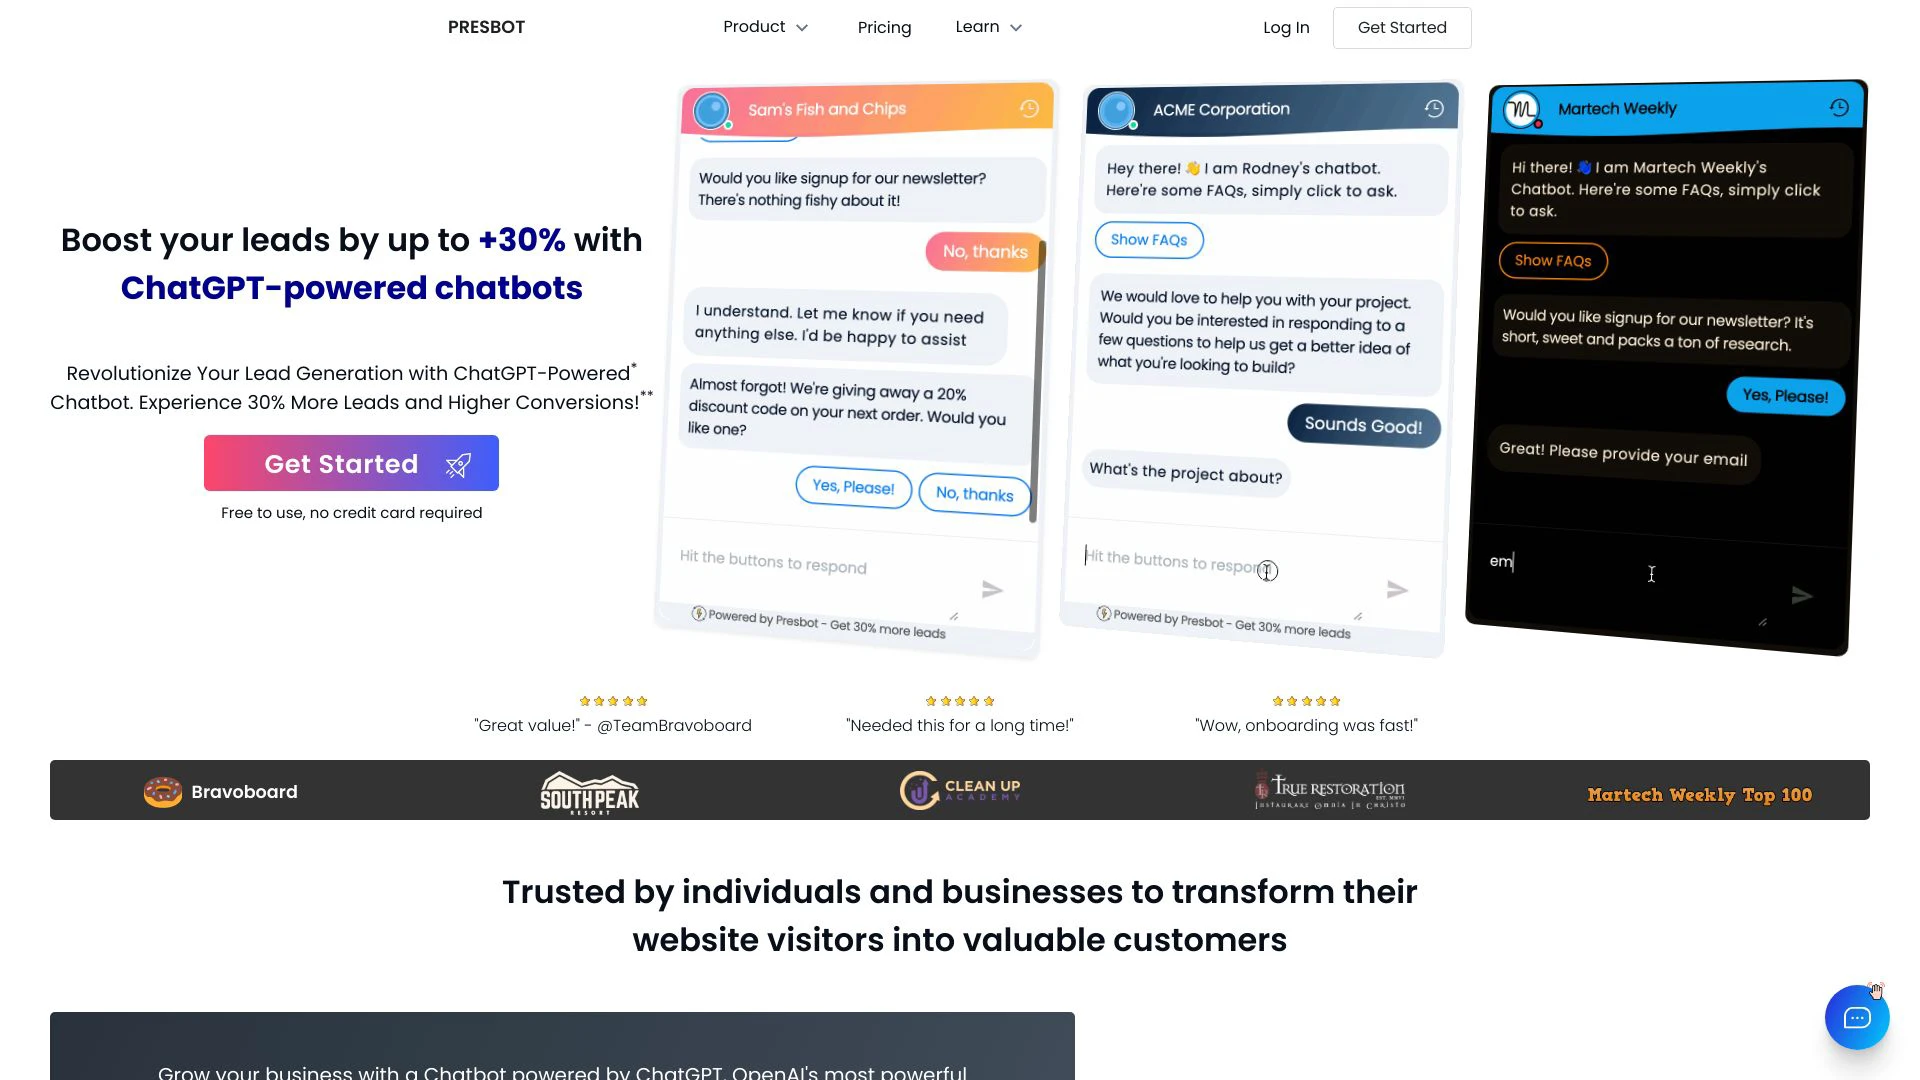 PRESBOT
Product
Pricing
Learn
Log In
Get Started
Boost your leads by up to +30% with
ChatGPT-powered chatbots
Revolutionize Your Lead Generation with ChatGPT-Powered*
Chatbot. Experience 30% More Leads and Higher Conversions!**
Get Started
Free to use, no credit card required
Sam's Fish and Chips
Would you like signup for our newsletter?
There's nothing fishy about it!
No, thanks
I understand. Let me know if you need
anything else. I'd be happy to assist
Almost forgot! We're giving away a 20%
discount code on your next order. Would you
like one?
Yes, Please!
No, thanks
Hit the buttons to respond
Powered by Presbot - Get 30% more leads
ACME Corporation
Hey there! 👋 I am Rodney's chatbot.
Here're some FAQs, simply click to ask.
Show FAQs
We would love to help you with your project.
Would you be interested in responding to a
few questions to help us get a better idea of
what you're looking to build?
Sounds Good!
What's the project about?
Hit the buttons to respond
Powered by Presbot - Get 30% more leads
Martech Weekly
Hi there! 👋 I am Martech Weekly's
Chatbot. Here're some FAQs, simply click
to ask.
Show FAQs
Would you like signup for our newsletter? It's
short, sweet and packs a ton of research.
Yes, Please!
Great! Please provide your email
em
"Great value!" - @TeamBravoboard
"Needed this for a long time!"
"Wow, onboarding was fast!"
Bravoboard
SOUTH PEAK
RESORT
CLEAN UP
ACADEMY
TRUE RESTORATION
EST. MMVI
Instaurare Omnia In Christo
Martech Weekly Top 100
Trusted by individuals and businesses to transform their
website visitors into valuable customers
Grow your business with a Chatbot powered by ChatGPT, OpenAI's most powerful